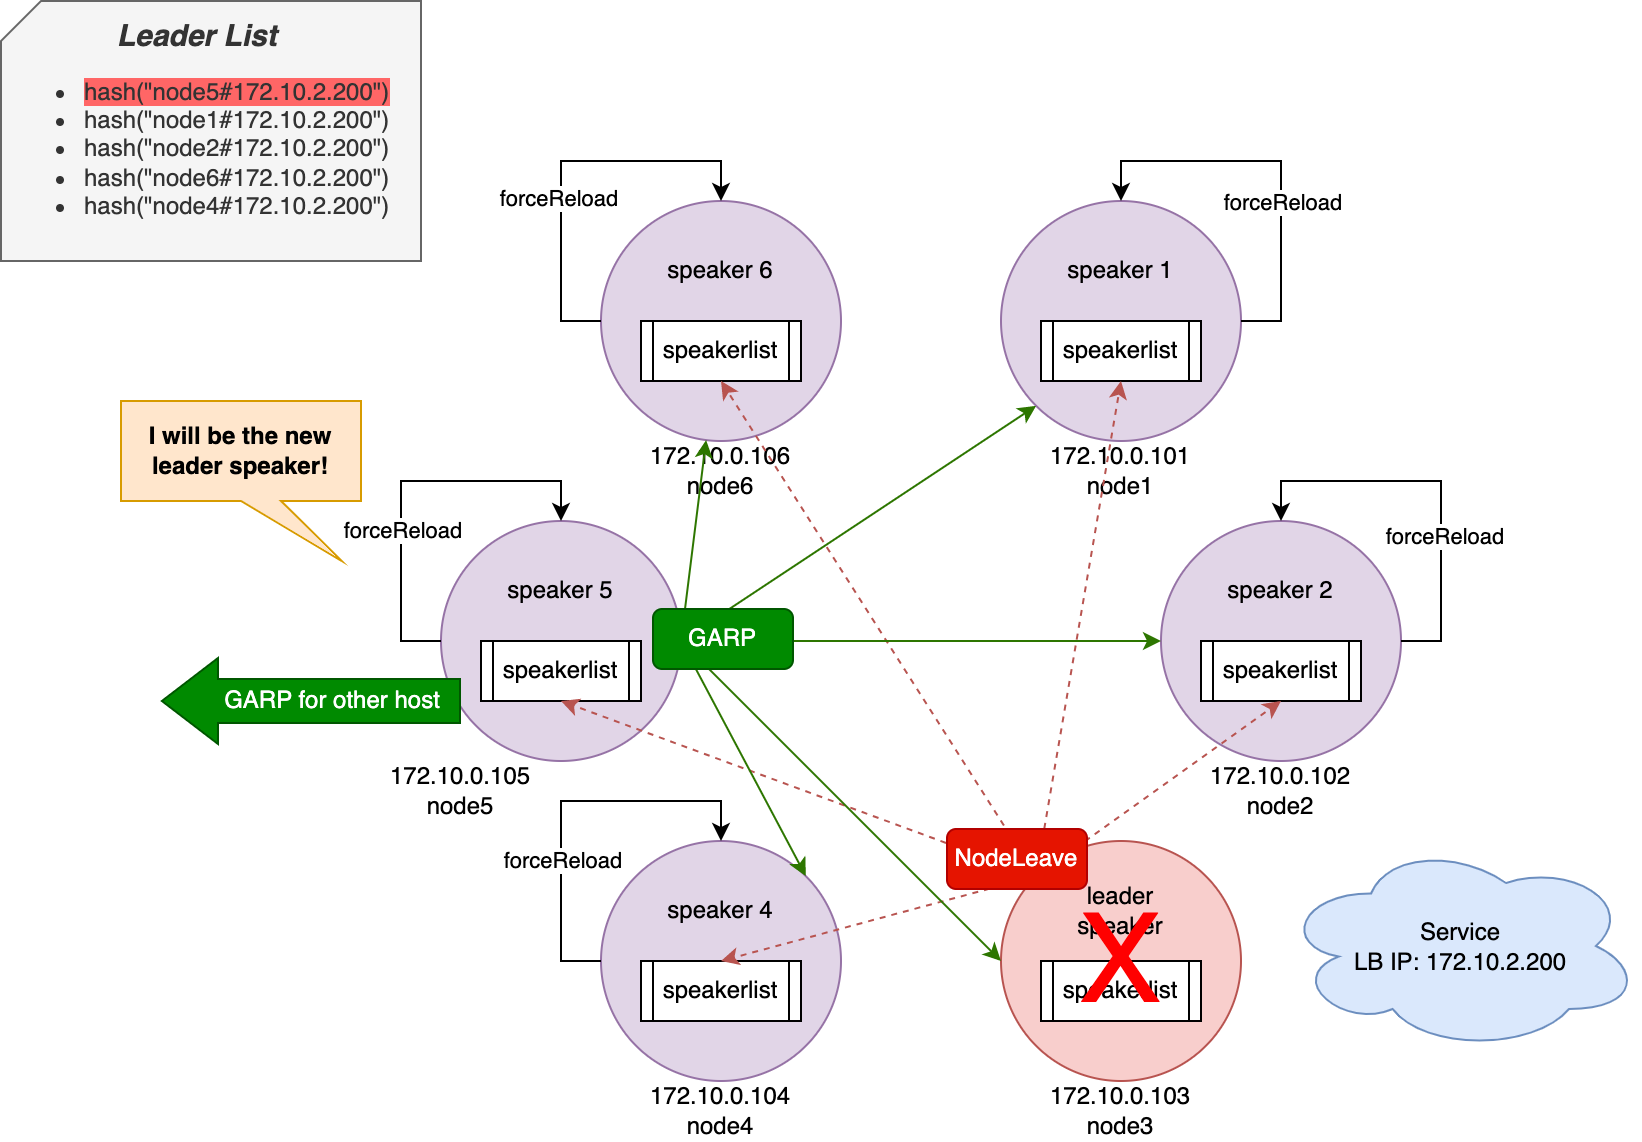 Leader List
hash("node5#172.10.2.200")
hash("node1#172.10.2.200")
hash("node2#172.10.2.200")
hash("node6#172.10.2.200")
hash("node4#172.10.2.200")
forceReload
speaker 6
speakerlist
172.10.0.106
node6
forceReload
speaker 1
speakerlist
172.10.0.101
node1
I will be the new
leader speaker!
forceReload
speaker 5
speakerlist
GARP
GARP for other host
172.10.0.105
node5
forceReload
speaker 2
speakerlist
172.10.0.102
node2
forceReload
speaker 4
speakerlist
172.10.0.104
node4
NodeLeave
leader
speaker
X
speakerlist
172.10.0.103
node3
Service
LB IP: 172.10.2.200